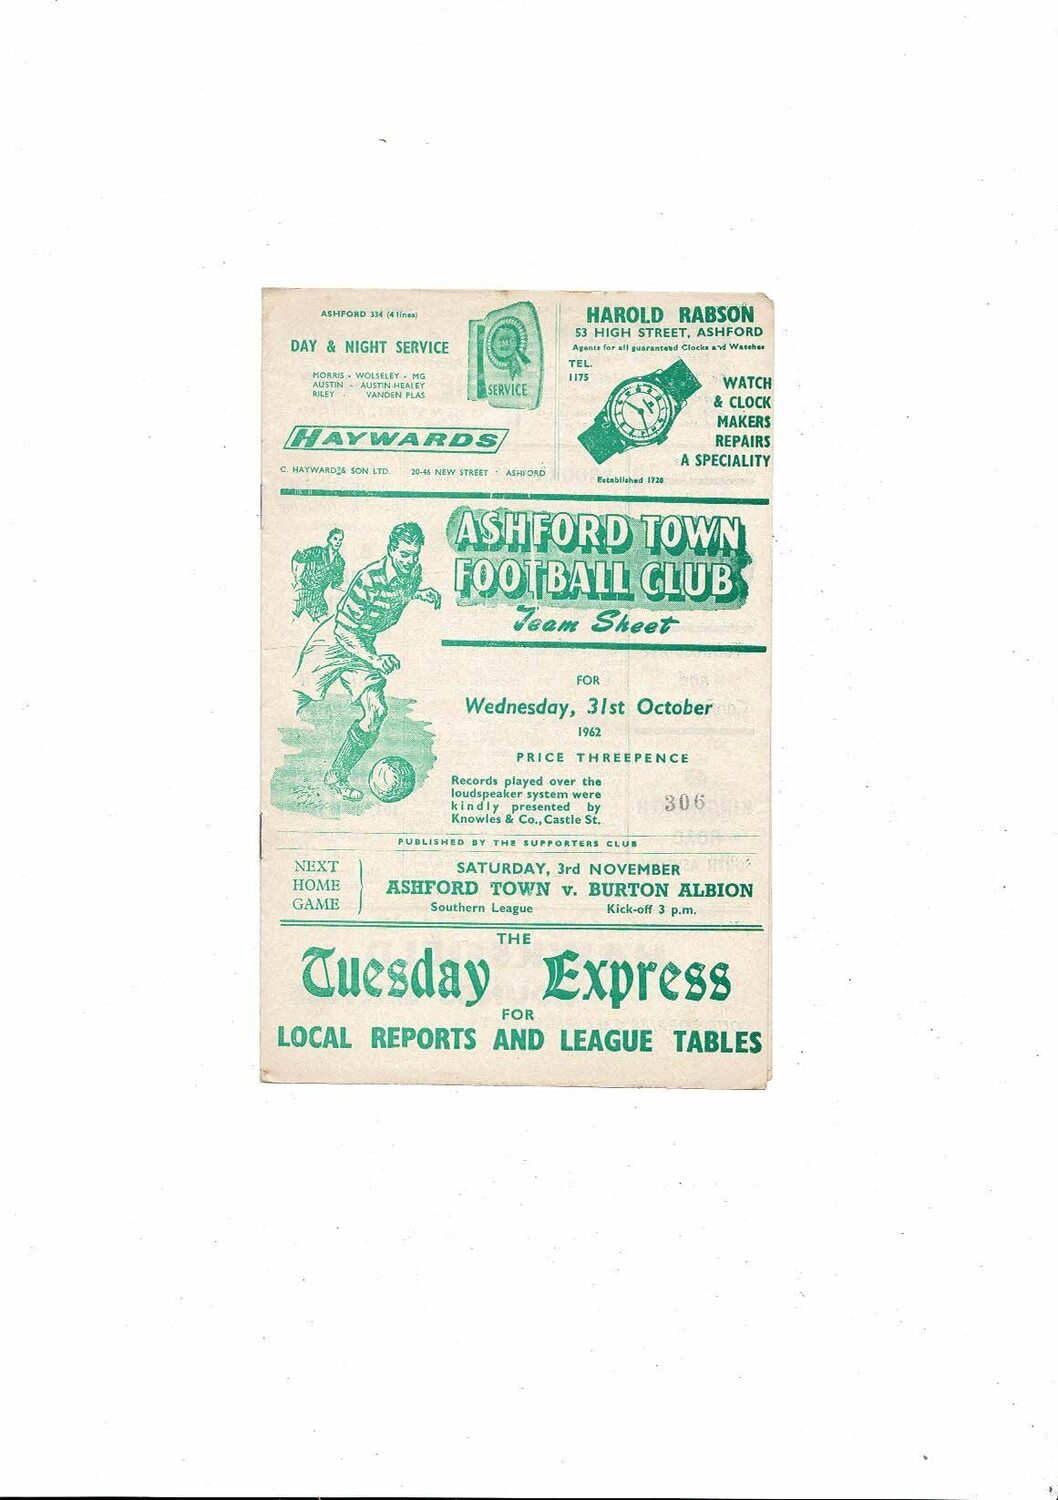 ASHFORD 334 (4 lines)
DAY & NIGHT SERVICE
MORRIS - WOLSELEY - MG
AUSTIN - AUSTIN-HEALEY
RILEY - VANDEN PLAS
BMC
SERVICE
HAYWARDS
C. HAYWARD & SON LTD. 20-46 NEW STREET · ASHFORD
HAROLD RABSON
53 HIGH STREET, ASHFORD
Agents for all guaranteed Clocks and Watches
TEL.
1175
WATCH
& CLOCK
MAKERS
REPAIRS
A SPECIALITY
Established 1720
ASHFORD TOWN
FOOTBALL CLUB
Team Sheet
FOR
Wednesday, 31st October
1962
PRICE THREEPENCE
Records played over the
loudspeaker system were
kindly presented by
Knowles & Co., Castle St.
306
PUBLISHED BY THE SUPPORTERS CLUB
NEXT
HOME
GAME
SATURDAY, 3rd NOVEMBER
ASHFORD TOWN v. BURTON ALBION
Southern League Kick-off 3 p.m.
THE
Tuesday Express
FOR
LOCAL REPORTS AND LEAGUE TABLES